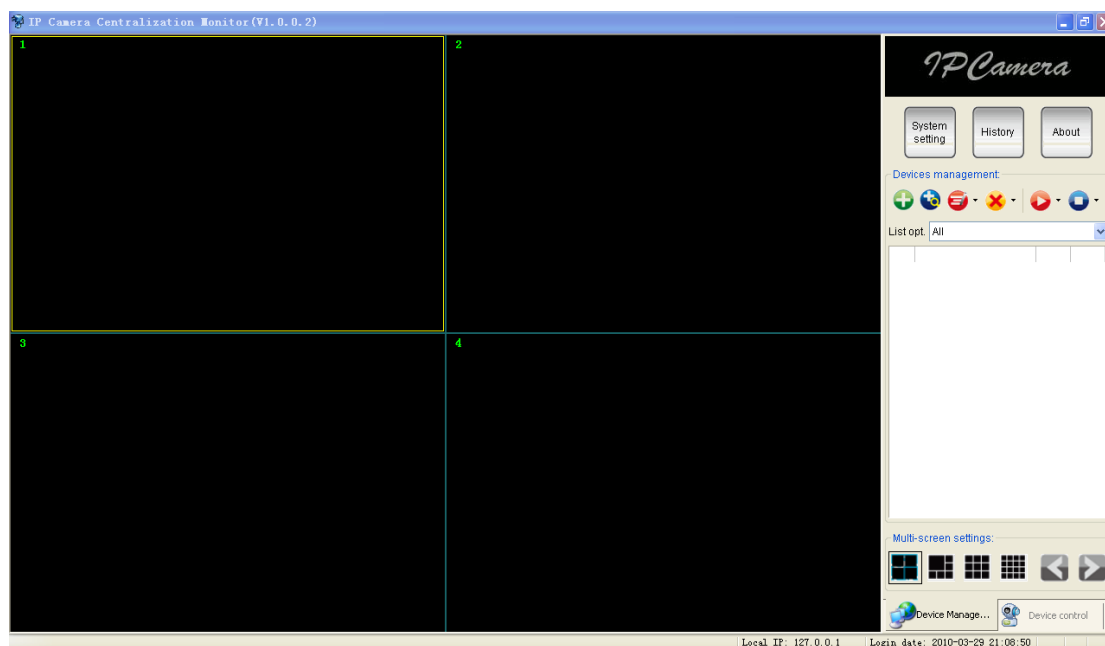 IP Camera Centralization Monitor(V1.0.0.2)
1
2
IPCamera
System
setting
History
About
Devices management:
List opt.
All
3
4
Multi-screen settings:
Device Manage...
Device control
Local IP: 127.0.0.1
Login date: 2010-03-29 21:08:50